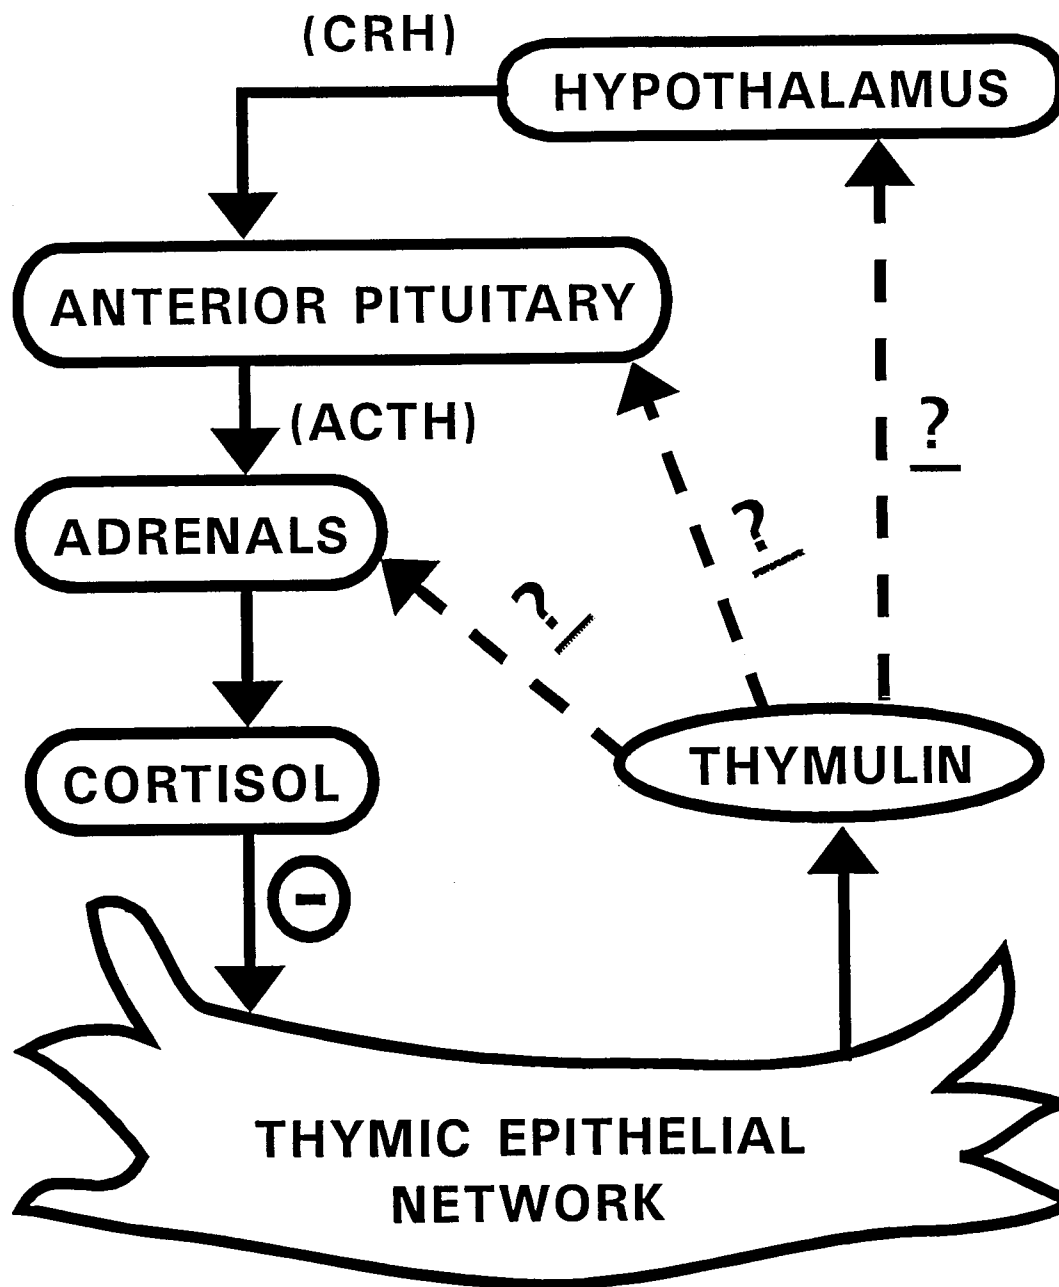 (CRH)
HYPOTHALAMUS
ANTERIOR PITUITARY
(ACTH)
?
?
?
ADRENALS
THYMULIN
CORTISOL
−
THYMIC EPITHELIAL
NETWORK